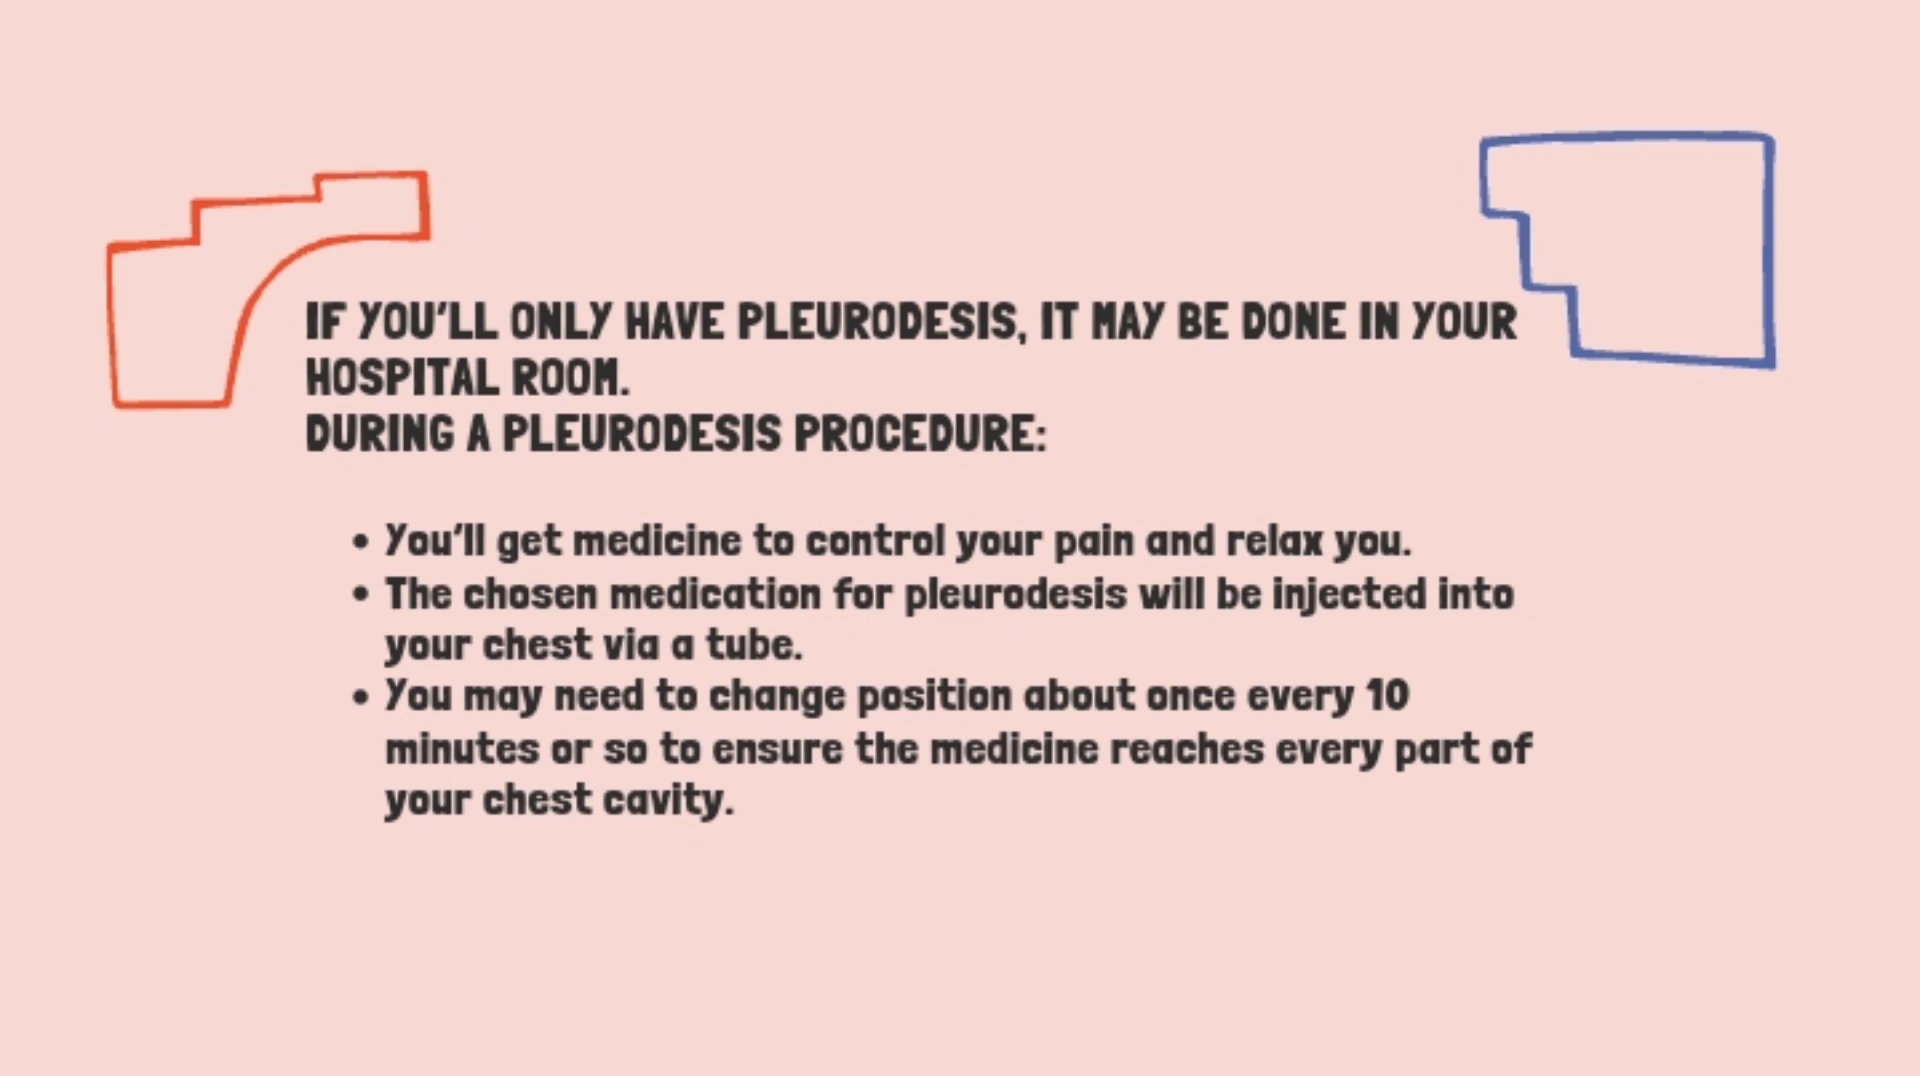 IF YOU'LL ONLY HAVE PLEURODESIS, IT MAY BE DONE IN YOUR
HOSPITAL ROOM.
DURING A PLEURODESIS PROCEDURE:
• You'll get medicine to control your pain and relax you.
• The chosen medication for pleurodesis will be injected into
your chest via a tube.
• You may need to change position about once every 10
minutes or so to ensure the medicine reaches every part of
your chest cavity.